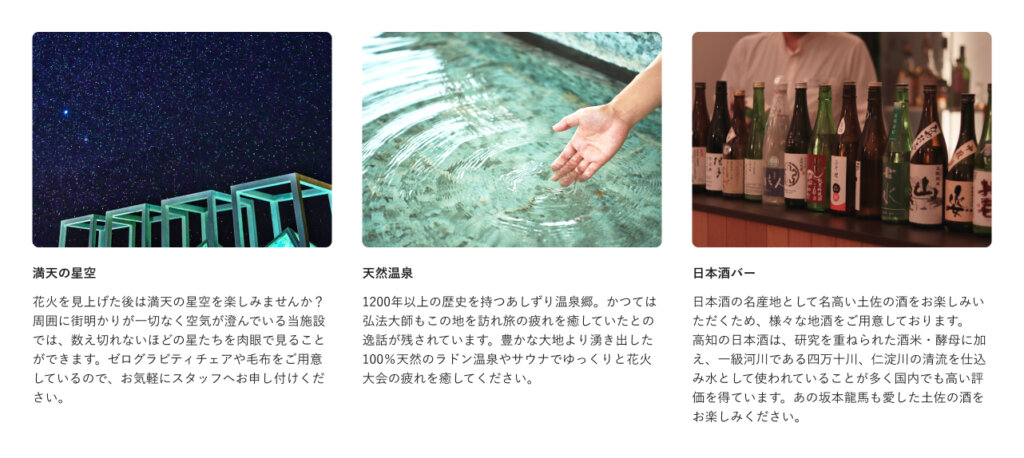 満天の星空
花火を見上げた後は満天の星空を楽しみませんか？
周囲に街明かりが一切なく空気が澄んでいる当施設
では、数え切れないほどの星たちを肉眼で見ること
ができます。ゼログラビティチェアや毛布をご用意
しているので、お気軽にスタッフへお申し付けくだ
さい。
天然温泉
1200年以上の歴史を持つあしずり温泉郷。かつては
弘法大師もこの地を訪れ旅の疲れを癒していたとの
逸話が残されています。豊かな大地より湧き出した
100%天然のラドン温泉やサウナでゆっくりと花火
大会の疲れを癒してください。
日本酒バー
日本酒の名産地として名高い土佐の酒をお楽しみい
ただくため、様々な地酒をご用意しております。
高知の日本酒は、研究を重ねられた酒米・酵母に加
え、一級河川である四万十川、仁淀川の清流を仕込
み水として使われていることが多く国内でも高い評
価を得ています。あの坂本龍馬も愛した土佐の酒を
お楽しみください。